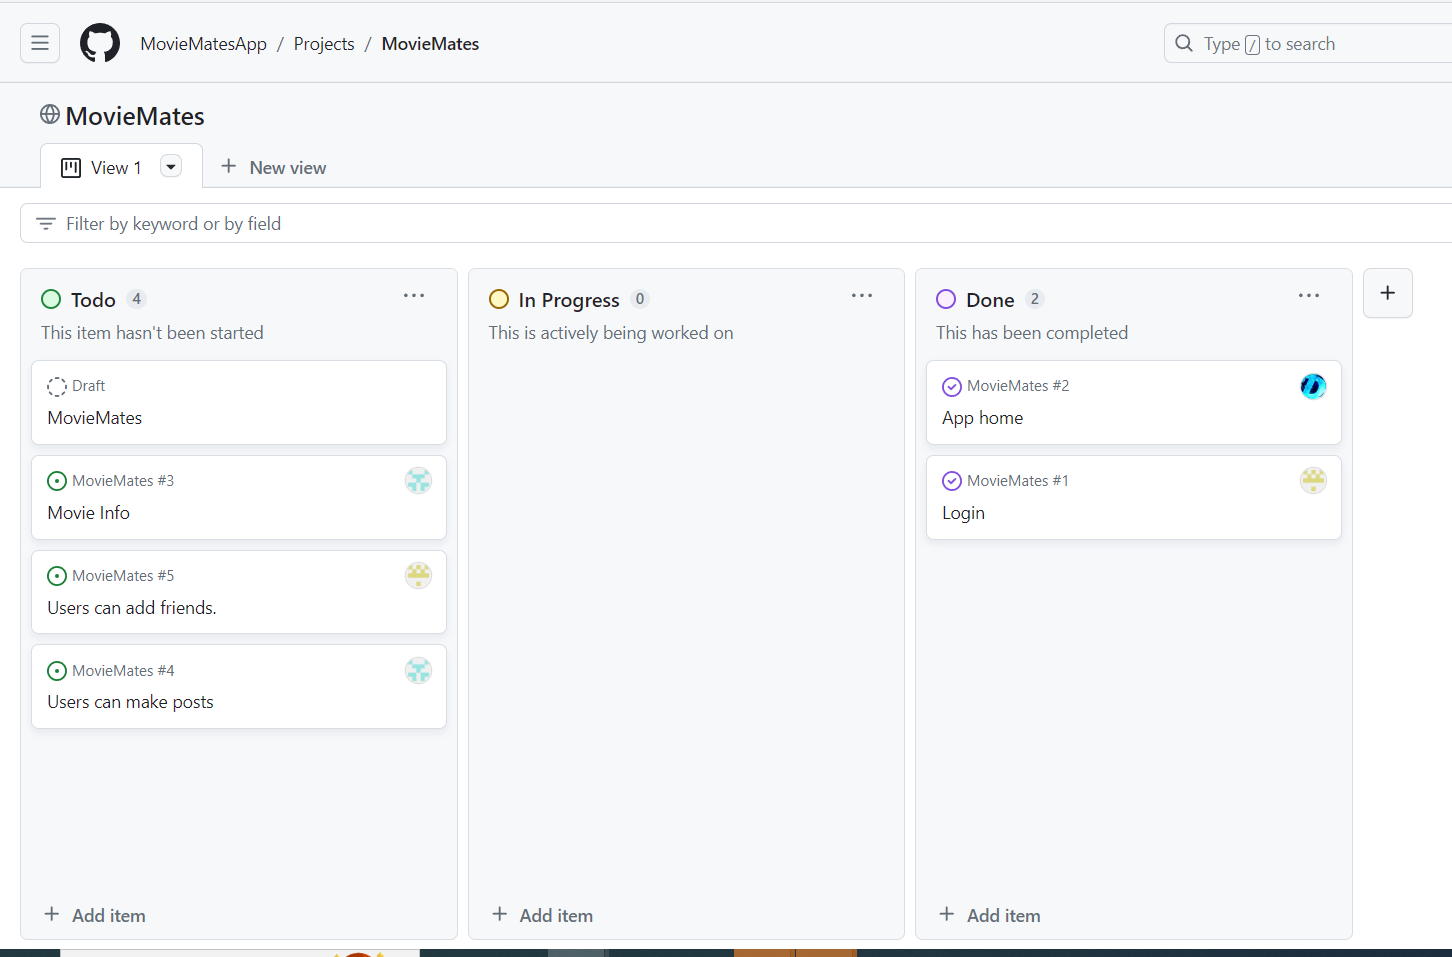 MovieMatesApp / Projects / MovieMates
Type / to search
MovieMates
View 1
New view
Filter by keyword or by field
Todo 4
This item hasn't been started
Draft
MovieMates
MovieMates #3
Movie Info
MovieMates #5
Users can add friends.
MovieMates #4
Users can make posts
Add item
In Progress 0
This is actively being worked on
Add item
Done 2
This has been completed
MovieMates #2
App home
MovieMates #1
Login
Add item